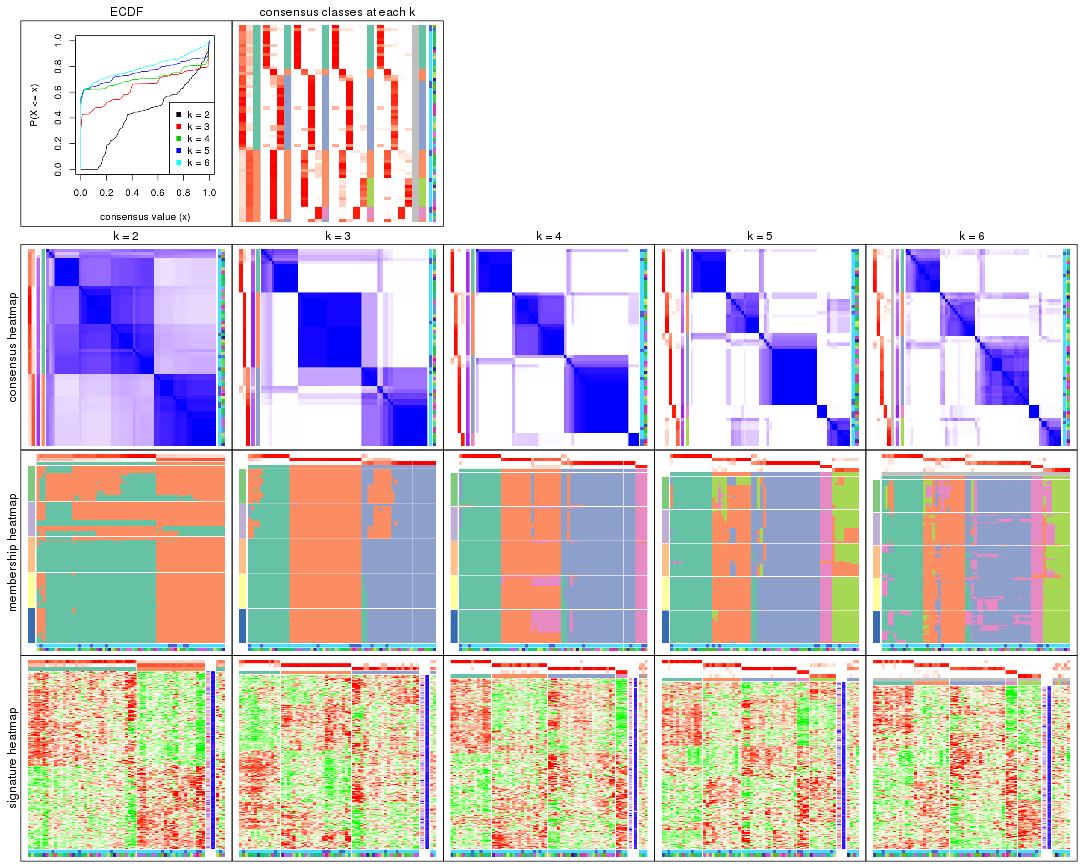 ECDF
consensus classes at each k
P(X <= x)
0.0
0.2
0.4
0.6
0.8
1.0
k = 2
k = 3
k = 4
k = 5
k = 6
0.0 0.2 0.4 0.6 0.8 1.0
consensus value (x)
k = 2
k = 3
k = 4
k = 5
k = 6
consensus heatmap
membership heatmap
signature heatmap